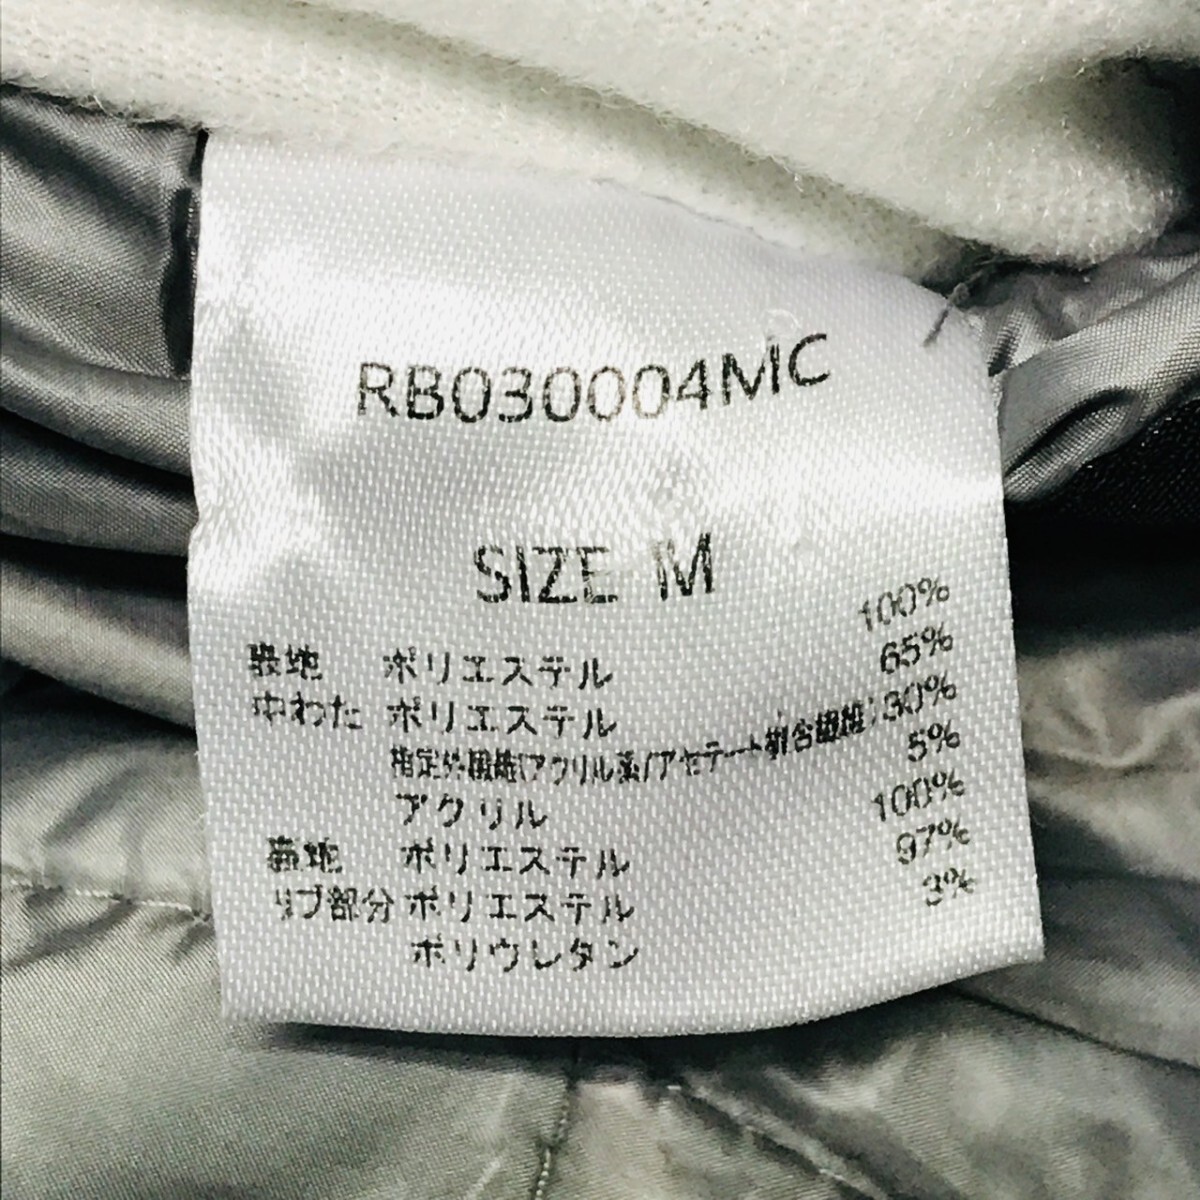 RB030004MC
SIZE M
表地 ポリエステル 100%
中わた ポリエステル 65%
指定外繊維(アクリル系/アセテート複合繊維) 30%
アクリル 5%
裏地 ポリエステル 100%
リブ部分 ポリエステル 97%
ポリウレタン 3%